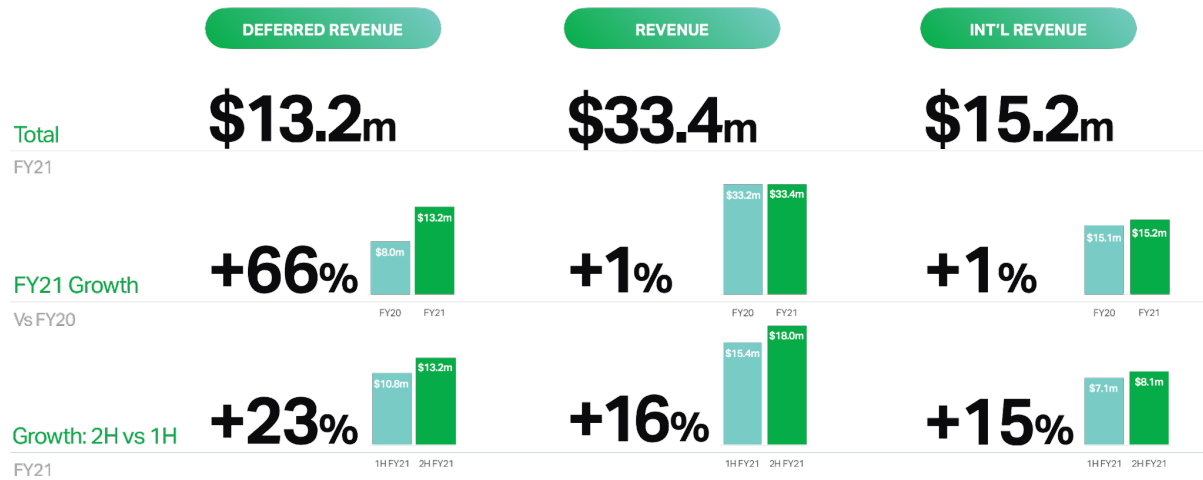 DEFERRED REVENUE
REVENUE
INT'L REVENUE
Total
$13.2m
$33.4m
$15.2m
FY21
FY21 Growth
+66%
$8.0m
$13.2m
+1%
$33.2m
$33.4m
+1%
$15.1m
$15.2m
Vs FY20
FY20 FY21
FY20 FY21
FY20 FY21
Growth: 2H vs 1H
+23%
$10.8m
$13.2m
+16%
$15.4m
$18.0m
+15%
$7.1m
$8.1m
FY21
1H FY21 2H FY21
1H FY21 2H FY21
1H FY21 2H FY21